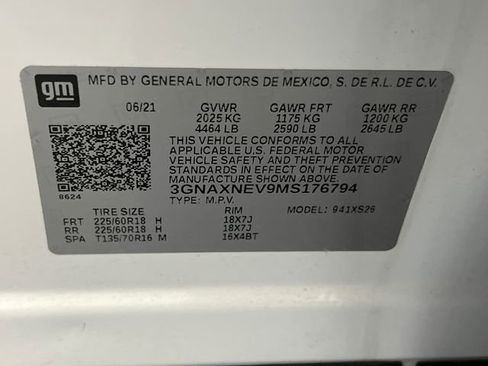 gm
MFD BY GENERAL MOTORS DE MEXICO, S. DE R.L. DE C.V.
06/21 GVWR GAWR FRT GAWR RR
2025 KG 1175 KG 1200 KG
4464 LB 2590 LB 2645 LB
THIS VEHICLE CONFORMS TO ALL
APPLICABLE U.S. FEDERAL MOTOR
VEHICLE SAFETY AND THEFT PREVENTION
STANDARDS IN EFFECT ON THE DATE OF
MANUFACTURE SHOWN ABOVE.
3GNAXNEV9MS176794
8624
TYPE: M.P.V.
TIRE SIZE RIM MODEL: 941XS26
FRT 225/60R18 H 18X7J
RR 225/60R18 H 18X7J
SPA T135/70R16 M 16X4BT